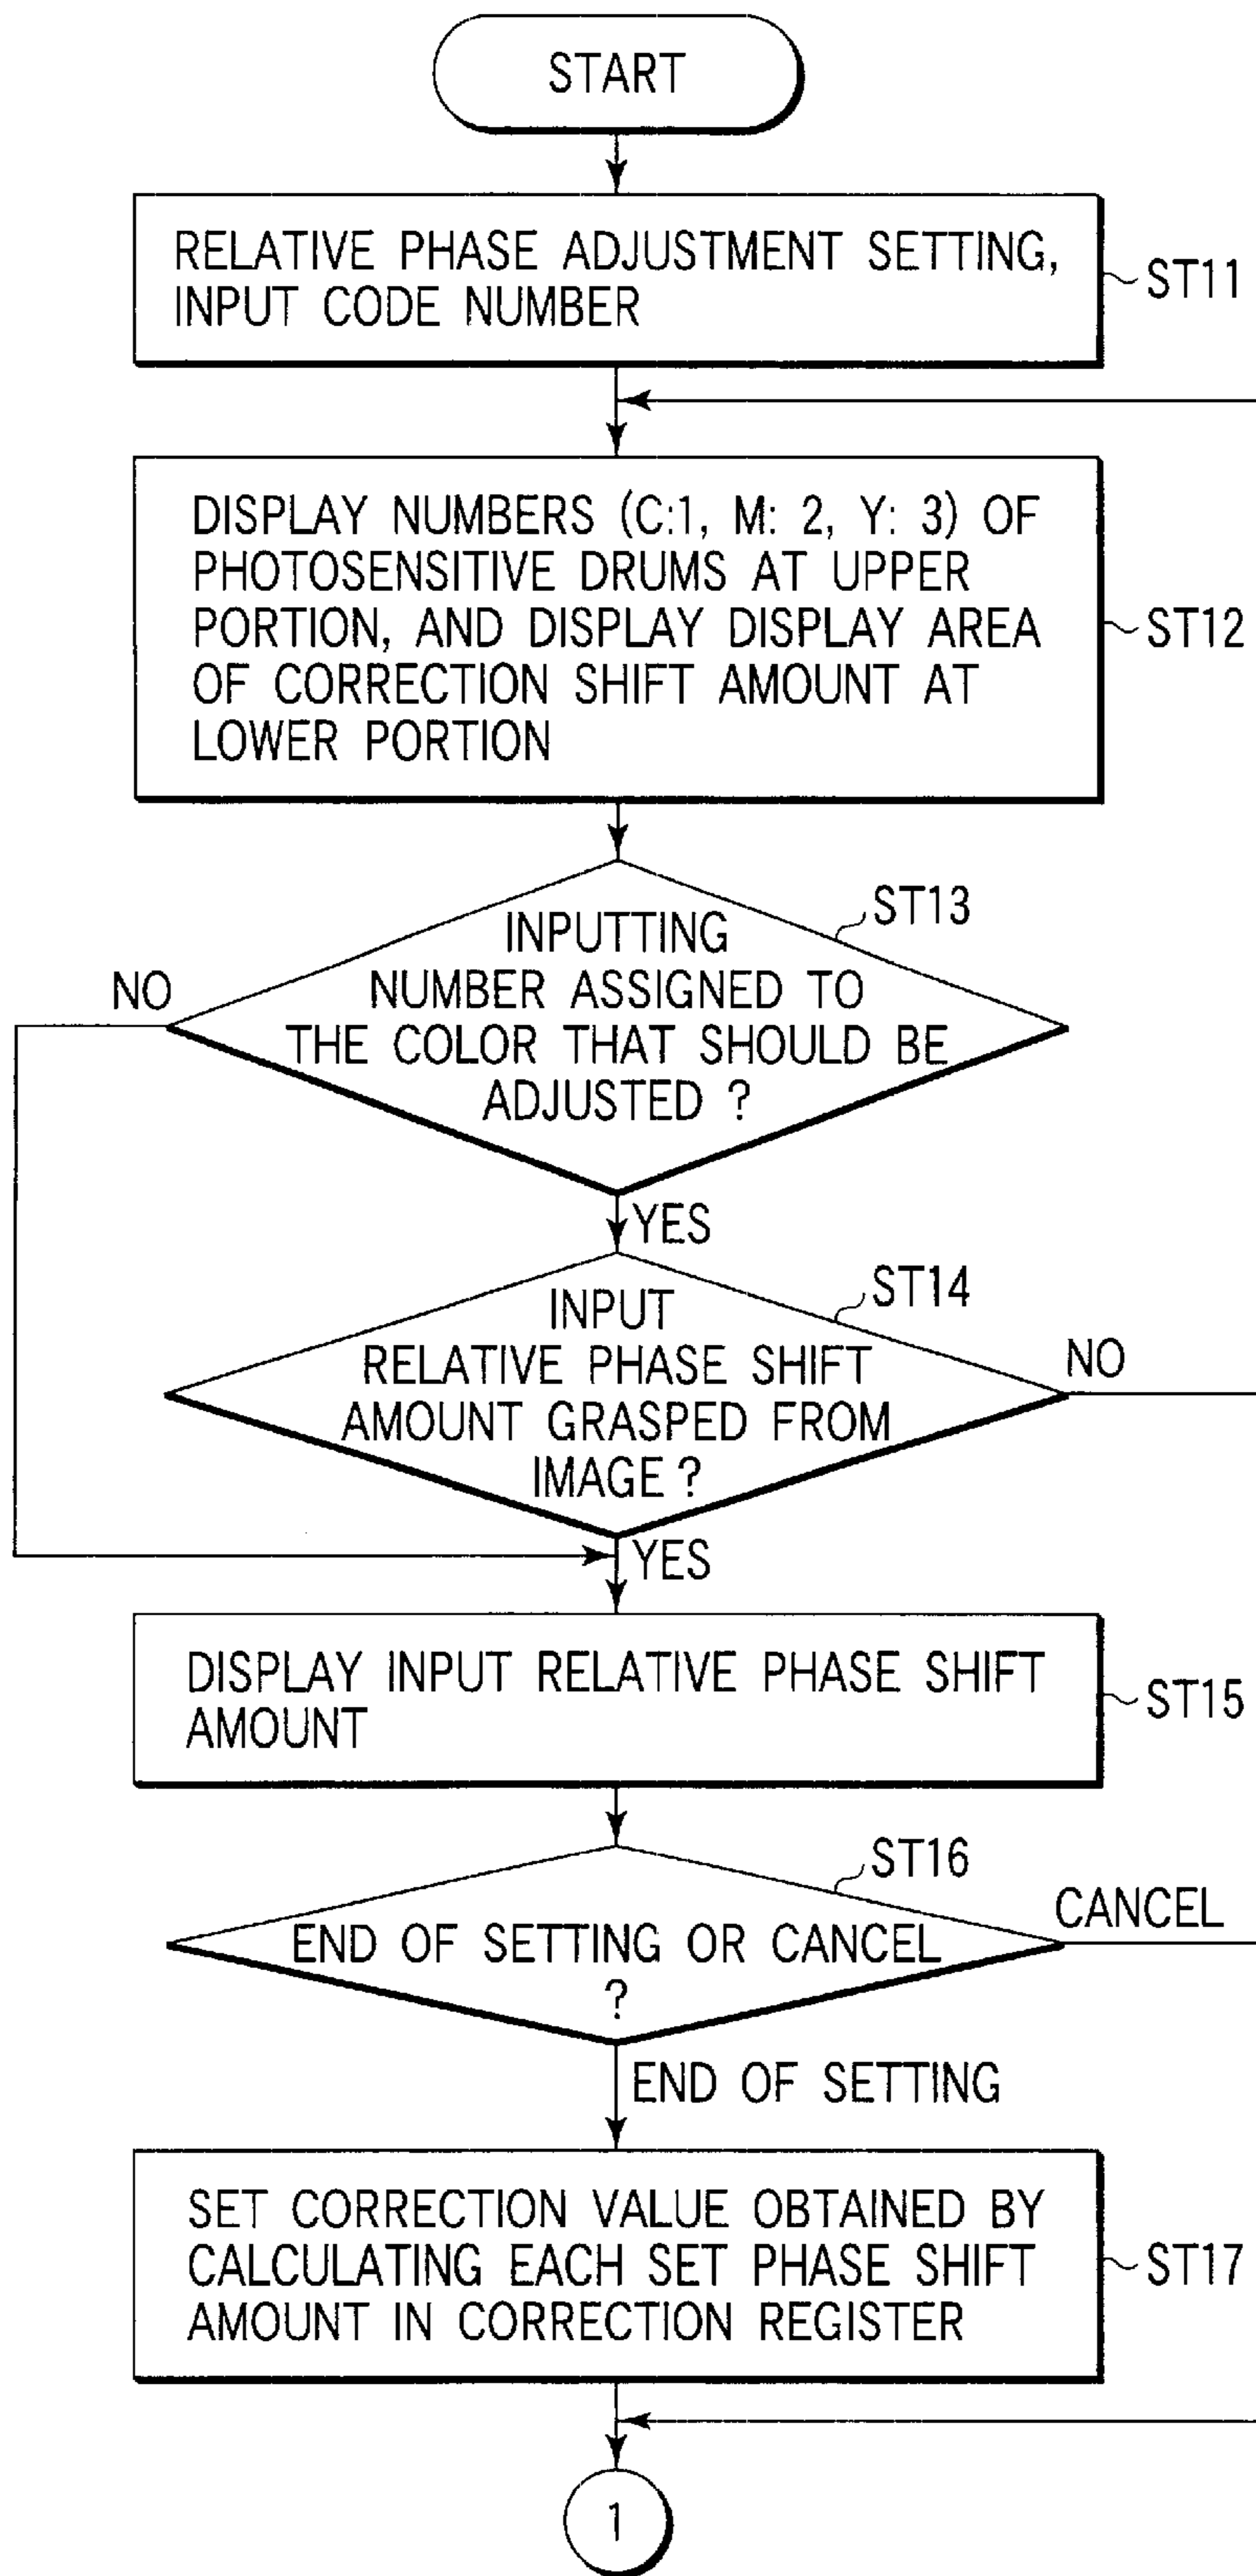 START
RELATIVE PHASE ADJUSTMENT SETTING,
INPUT CODE NUMBER
ST11
DISPLAY NUMBERS (C:1, M: 2, Y: 3) OF
PHOTOSENSITIVE DRUMS AT UPPER
PORTION, AND DISPLAY DISPLAY AREA
OF CORRECTION SHIFT AMOUNT AT
LOWER PORTION
ST12
ST13
INPUTTING
NUMBER ASSIGNED TO
THE COLOR THAT SHOULD BE
ADJUSTED ?
NO
YES
ST14
INPUT
RELATIVE PHASE SHIFT
AMOUNT GRASPED FROM
IMAGE ?
NO
YES
DISPLAY INPUT RELATIVE PHASE SHIFT
AMOUNT
ST15
ST16
END OF SETTING OR CANCEL
?
CANCEL
END OF SETTING
SET CORRECTION VALUE OBTAINED BY
CALCULATING EACH SET PHASE SHIFT
AMOUNT IN CORRECTION REGISTER
ST17
1